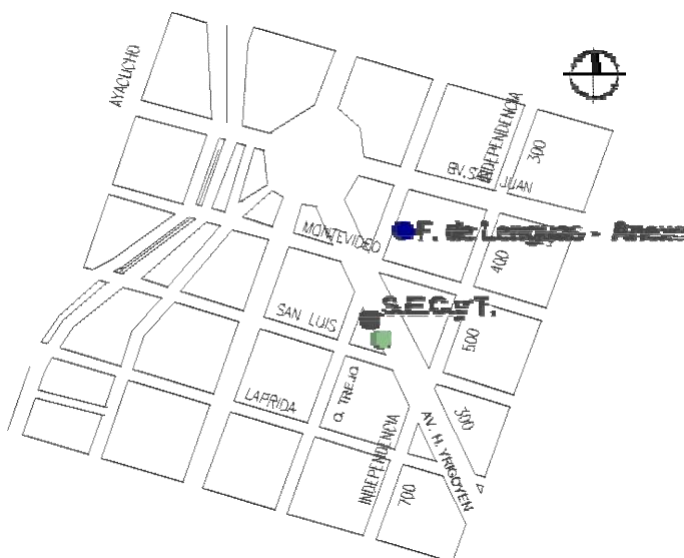 AYACUCHO
INDEPENDENCIA
300
BV. SAN JUAN
MONTEVIDEO
F. de Lenguas - Anexo
400
S.E.C.yT.
SAN LUIS
500
LAPRIDA
O. TREJO
300
INDEPENDENCIA
AV. H. YRIGOYEN
700